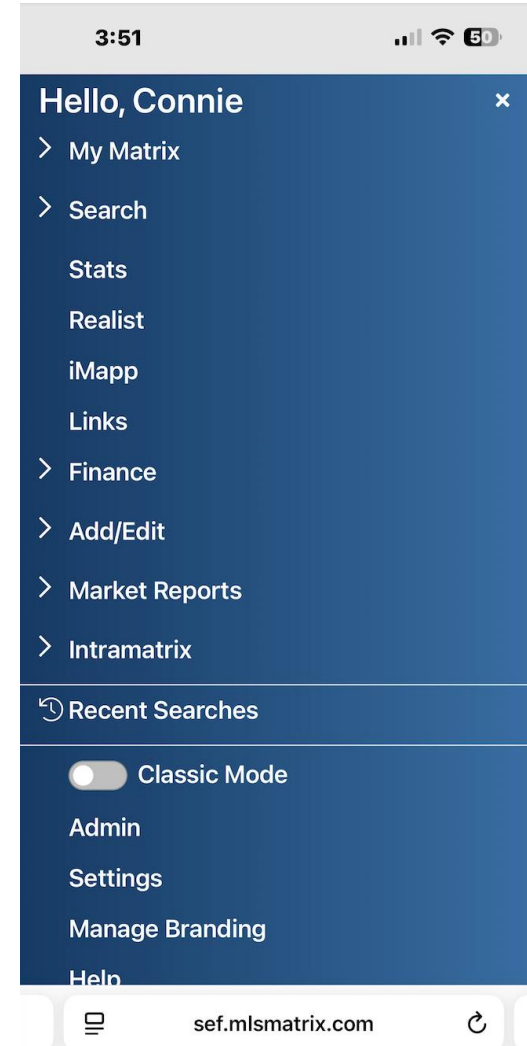 3:51
50
Hello, Connie
×
> My Matrix
> Search
Stats
Realist
iMapp
Links
> Finance
> Add/Edit
> Market Reports
> Intramatrix
Recent Searches
Classic Mode
Admin
Settings
Manage Branding
Help
sef.mlsmatrix.com